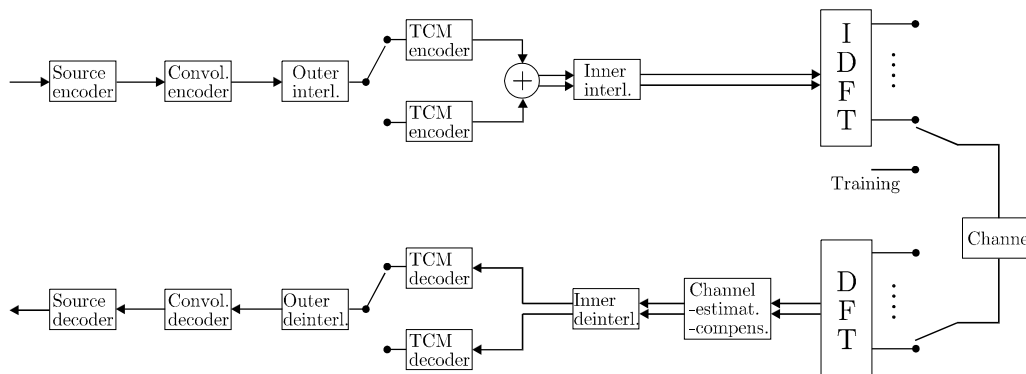 TCM
encoder
Source
encoder
Convol.
encoder
Outer
interl.
+
Inner
interl.
TCM
encoder
I
D
F
T
Training
Channel
TCM
decoder
Source
decoder
Convol.
decoder
Outer
deinterl.
Inner
deinterl.
Channel
-estimat.
-compens.
TCM
decoder
D
F
T